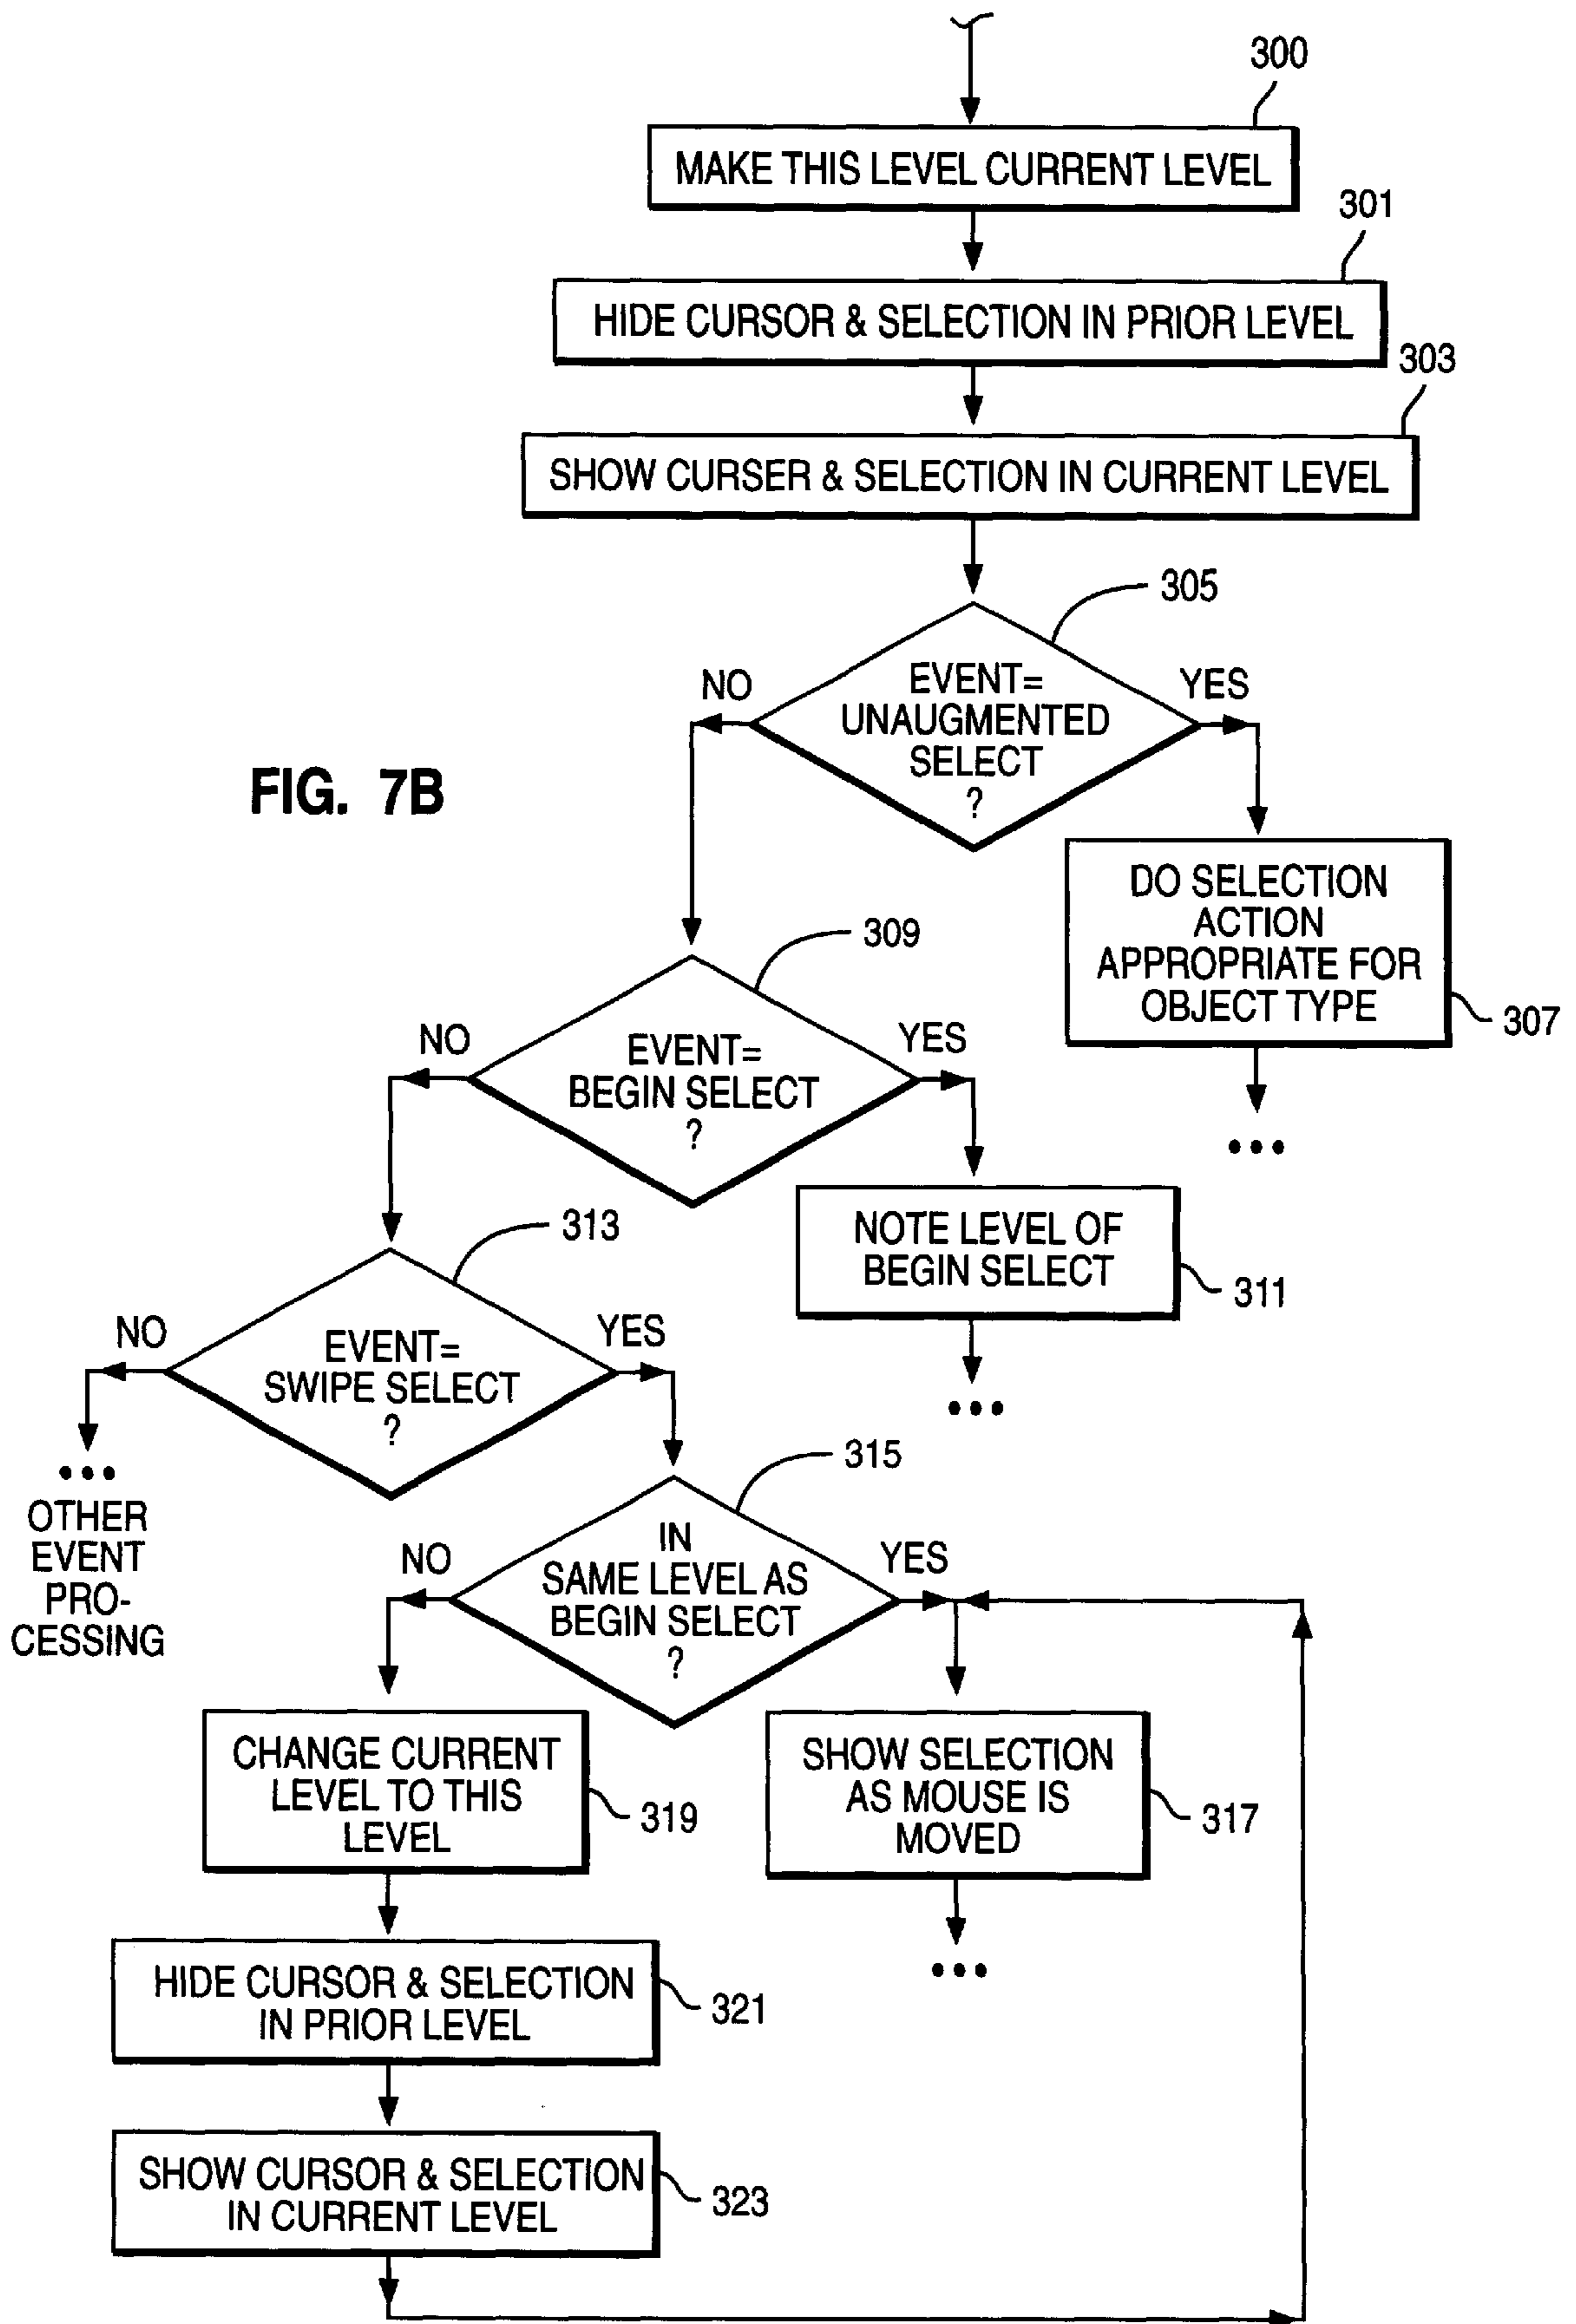 300
MAKE THIS LEVEL CURRENT LEVEL
301
HIDE CURSOR & SELECTION IN PRIOR LEVEL
303
SHOW CURSER & SELECTION IN CURRENT LEVEL
305
NO
EVENT=
UNAUGMENTED
SELECT
?
YES
FIG. 7B
DO SELECTION
ACTION
APPROPRIATE FOR
OBJECT TYPE
307
•••
309
NO
EVENT=
BEGIN SELECT
?
YES
NOTE LEVEL OF
BEGIN SELECT
311
•••
313
NO
EVENT=
SWIPE SELECT
?
YES
•••
OTHER
EVENT
PRO-
CESSING
315
NO
IN
SAME LEVEL AS
BEGIN SELECT
?
YES
CHANGE CURRENT
LEVEL TO THIS
LEVEL
319
SHOW SELECTION
AS MOUSE IS
MOVED
317
•••
HIDE CURSOR & SELECTION
IN PRIOR LEVEL
321
SHOW CURSOR & SELECTION
IN CURRENT LEVEL
323